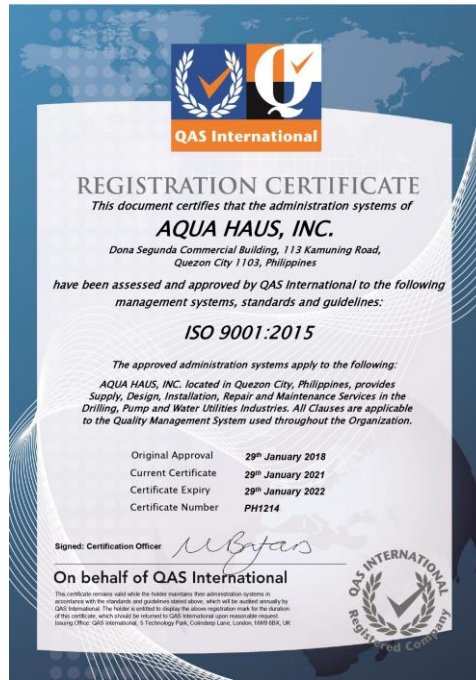 QAS International
REGISTRATION CERTIFICATE
This document certifies that the administration systems of
AQUA HAUS, INC.
Dona Segunda Commercial Building, 113 Kamuning Road,
Quezon City 1103, Philippines
have been assessed and approved by QAS International to the following
management systems, standards and guidelines:
ISO 9001:2015
The approved administration systems apply to the following:
AQUA HAUS, INC. located in Quezon City, Philippines, provides
Supply, Design, Installation, Repair and Maintenance Services in the
Drilling, Pump and Water Utilities Industries. All Clauses are applicable
to the Quality Management System used throughout the Organization.
Original Approval 29th January 2018
Current Certificate 29th January 2021
Certificate Expiry 29th January 2022
Certificate Number PH1214
Signed: Certification Officer
On behalf of QAS International
This certificate remains valid while the holder maintains their administration systems in
accordance with the standards and guidelines stated above, which will be audited annually by
QAS International. The holder is entitled to display the above registration mark for the duration
of this certificate, which should be returned to QAS International upon reasonable request.
Issuing Office: QAS International, 5 Technology Park, Colindeep Lane, London, NW9 6BX, UK
QAS INTERNATIONAL
Registered Company